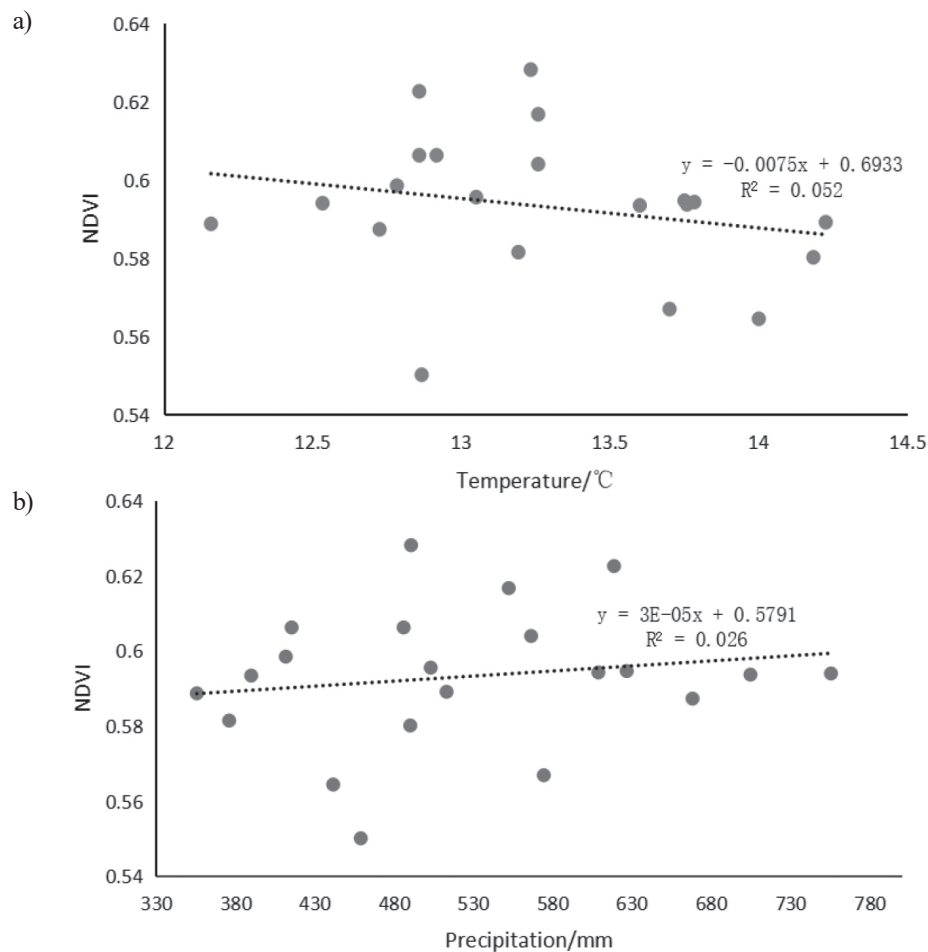 a)
0.64
0.62
0.6
0.58
0.56
0.54
NDVI
y = -0.0075x + 0.6933
R² = 0.052
12 12.5 13 13.5 14 14.5
Temperature/℃
b)
0.64
0.62
0.6
0.58
0.56
0.54
NDVI
y = 3E-05x + 0.5791
R² = 0.026
330 380 430 480 530 580 630 680 730 780
Precipitation/mm